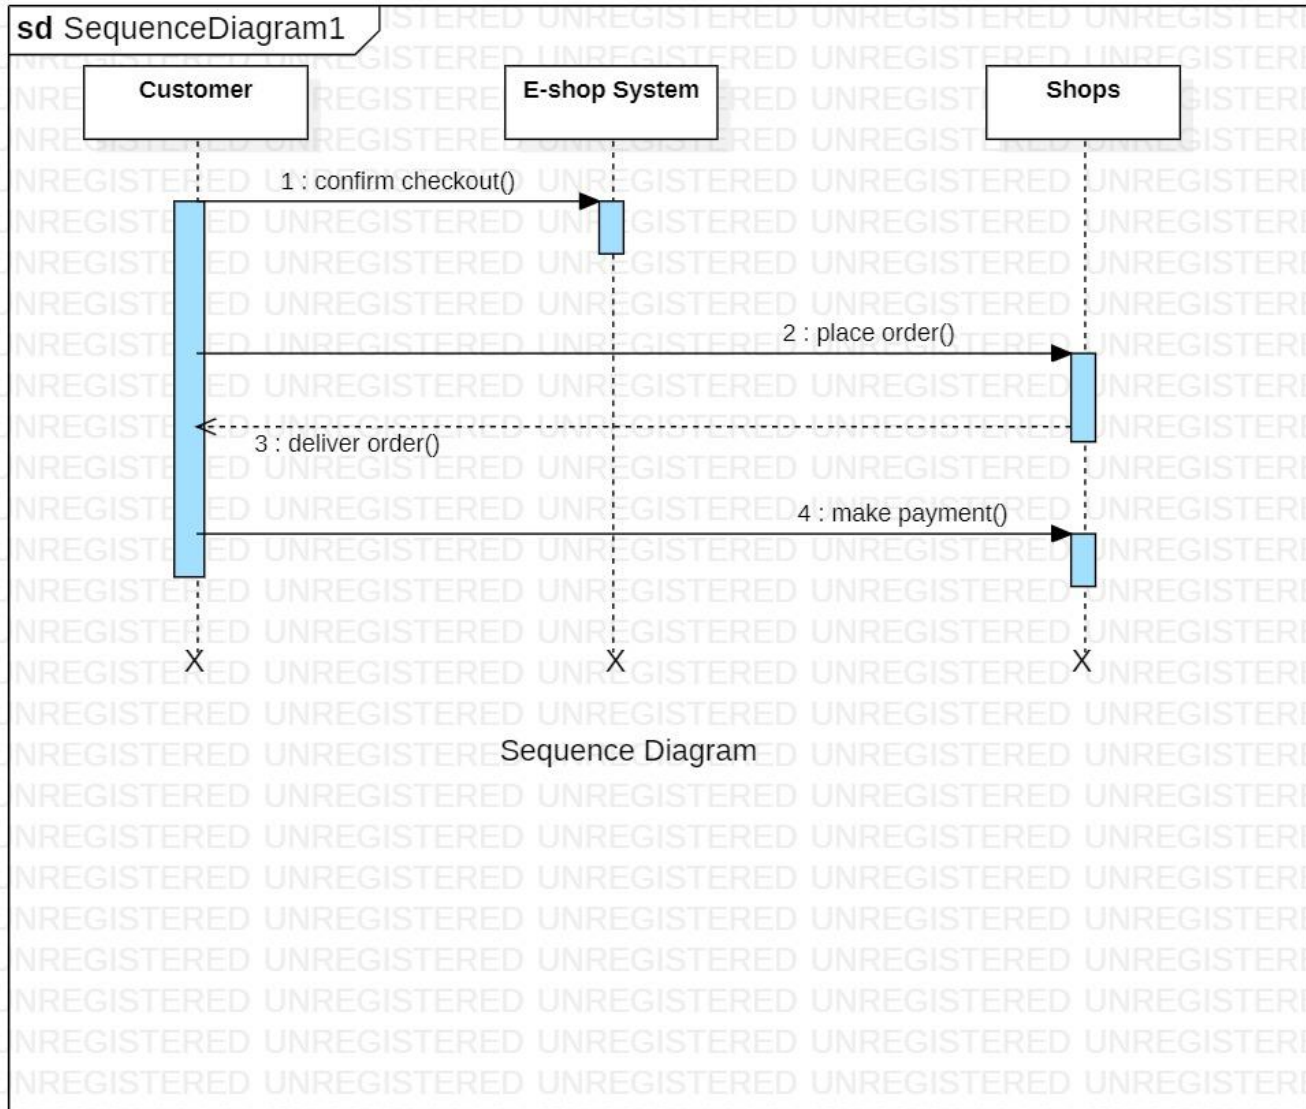 sd SequenceDiagram1
Customer
E-shop System
Shops
1 : confirm checkout()
2 : place order()
3 : deliver order()
4 : make payment()
X
X
X
Sequence Diagram
UNREGISTERED